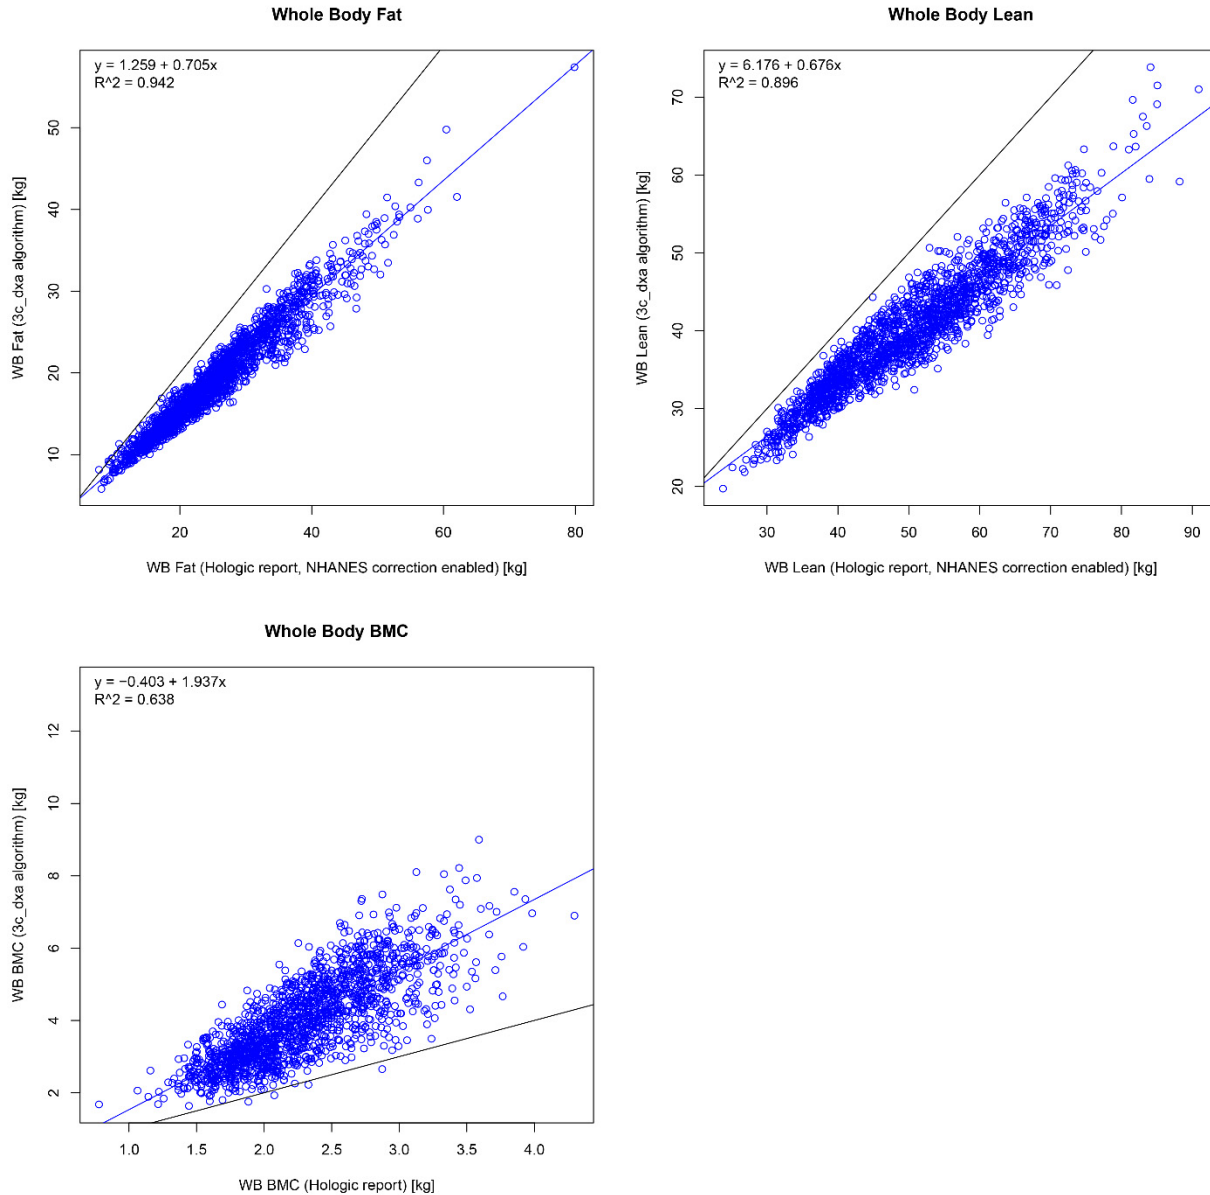 Whole Body Fat
y = 1.259 + 0.705x
R^2 = 0.942
WB Fat (3c_dxa algorithm) [kg]
50
40
30
20
10
20
40
60
80
WB Fat (Hologic report, NHANES correction enabled) [kg]
Whole Body Lean
y = 6.176 + 0.676x
R^2 = 0.896
WB Lean (3c_dxa algorithm) [kg]
70
60
50
40
30
20
30
40
50
60
70
80
90
WB Lean (Hologic report, NHANES correction enabled) [kg]
Whole Body BMC
y = −0.403 + 1.937x
R^2 = 0.638
WB BMC (3c_dxa algorithm) [kg]
12
10
8
6
4
2
1.0
1.5
2.0
2.5
3.0
3.5
4.0
WB BMC (Hologic report) [kg]